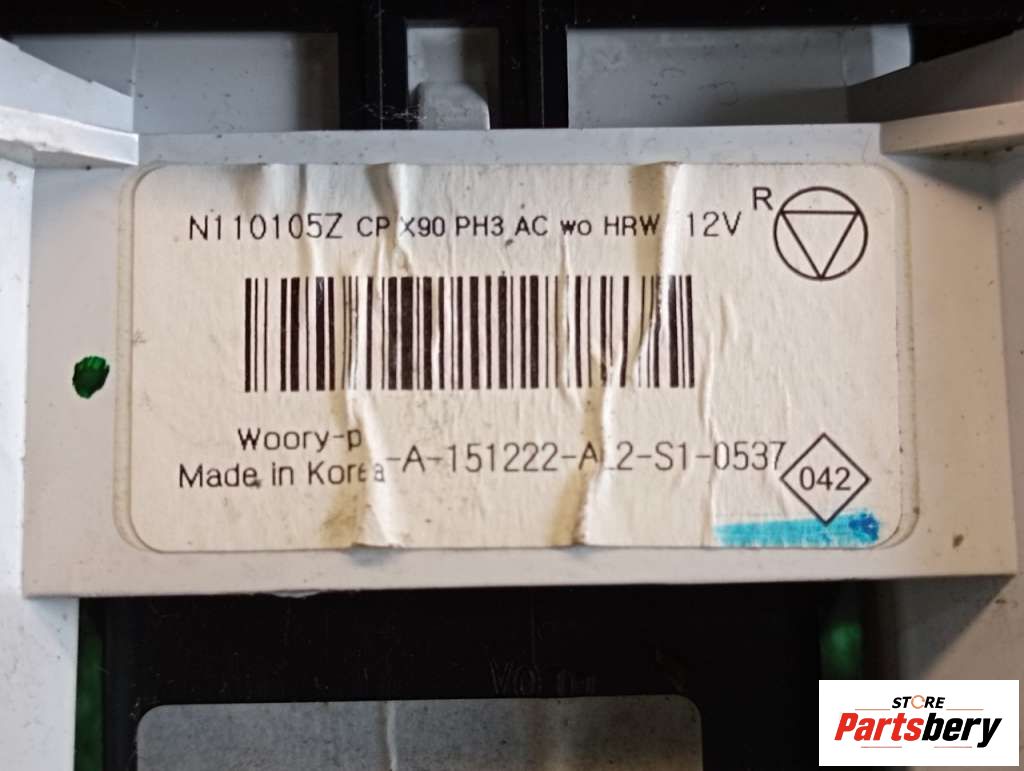 N110105Z CP X90 PH3 AC wo HRW 12V
R
Woory-p
Made in Korea
-A-151222-AL2-S1-0537
042
STORE
Partsbery